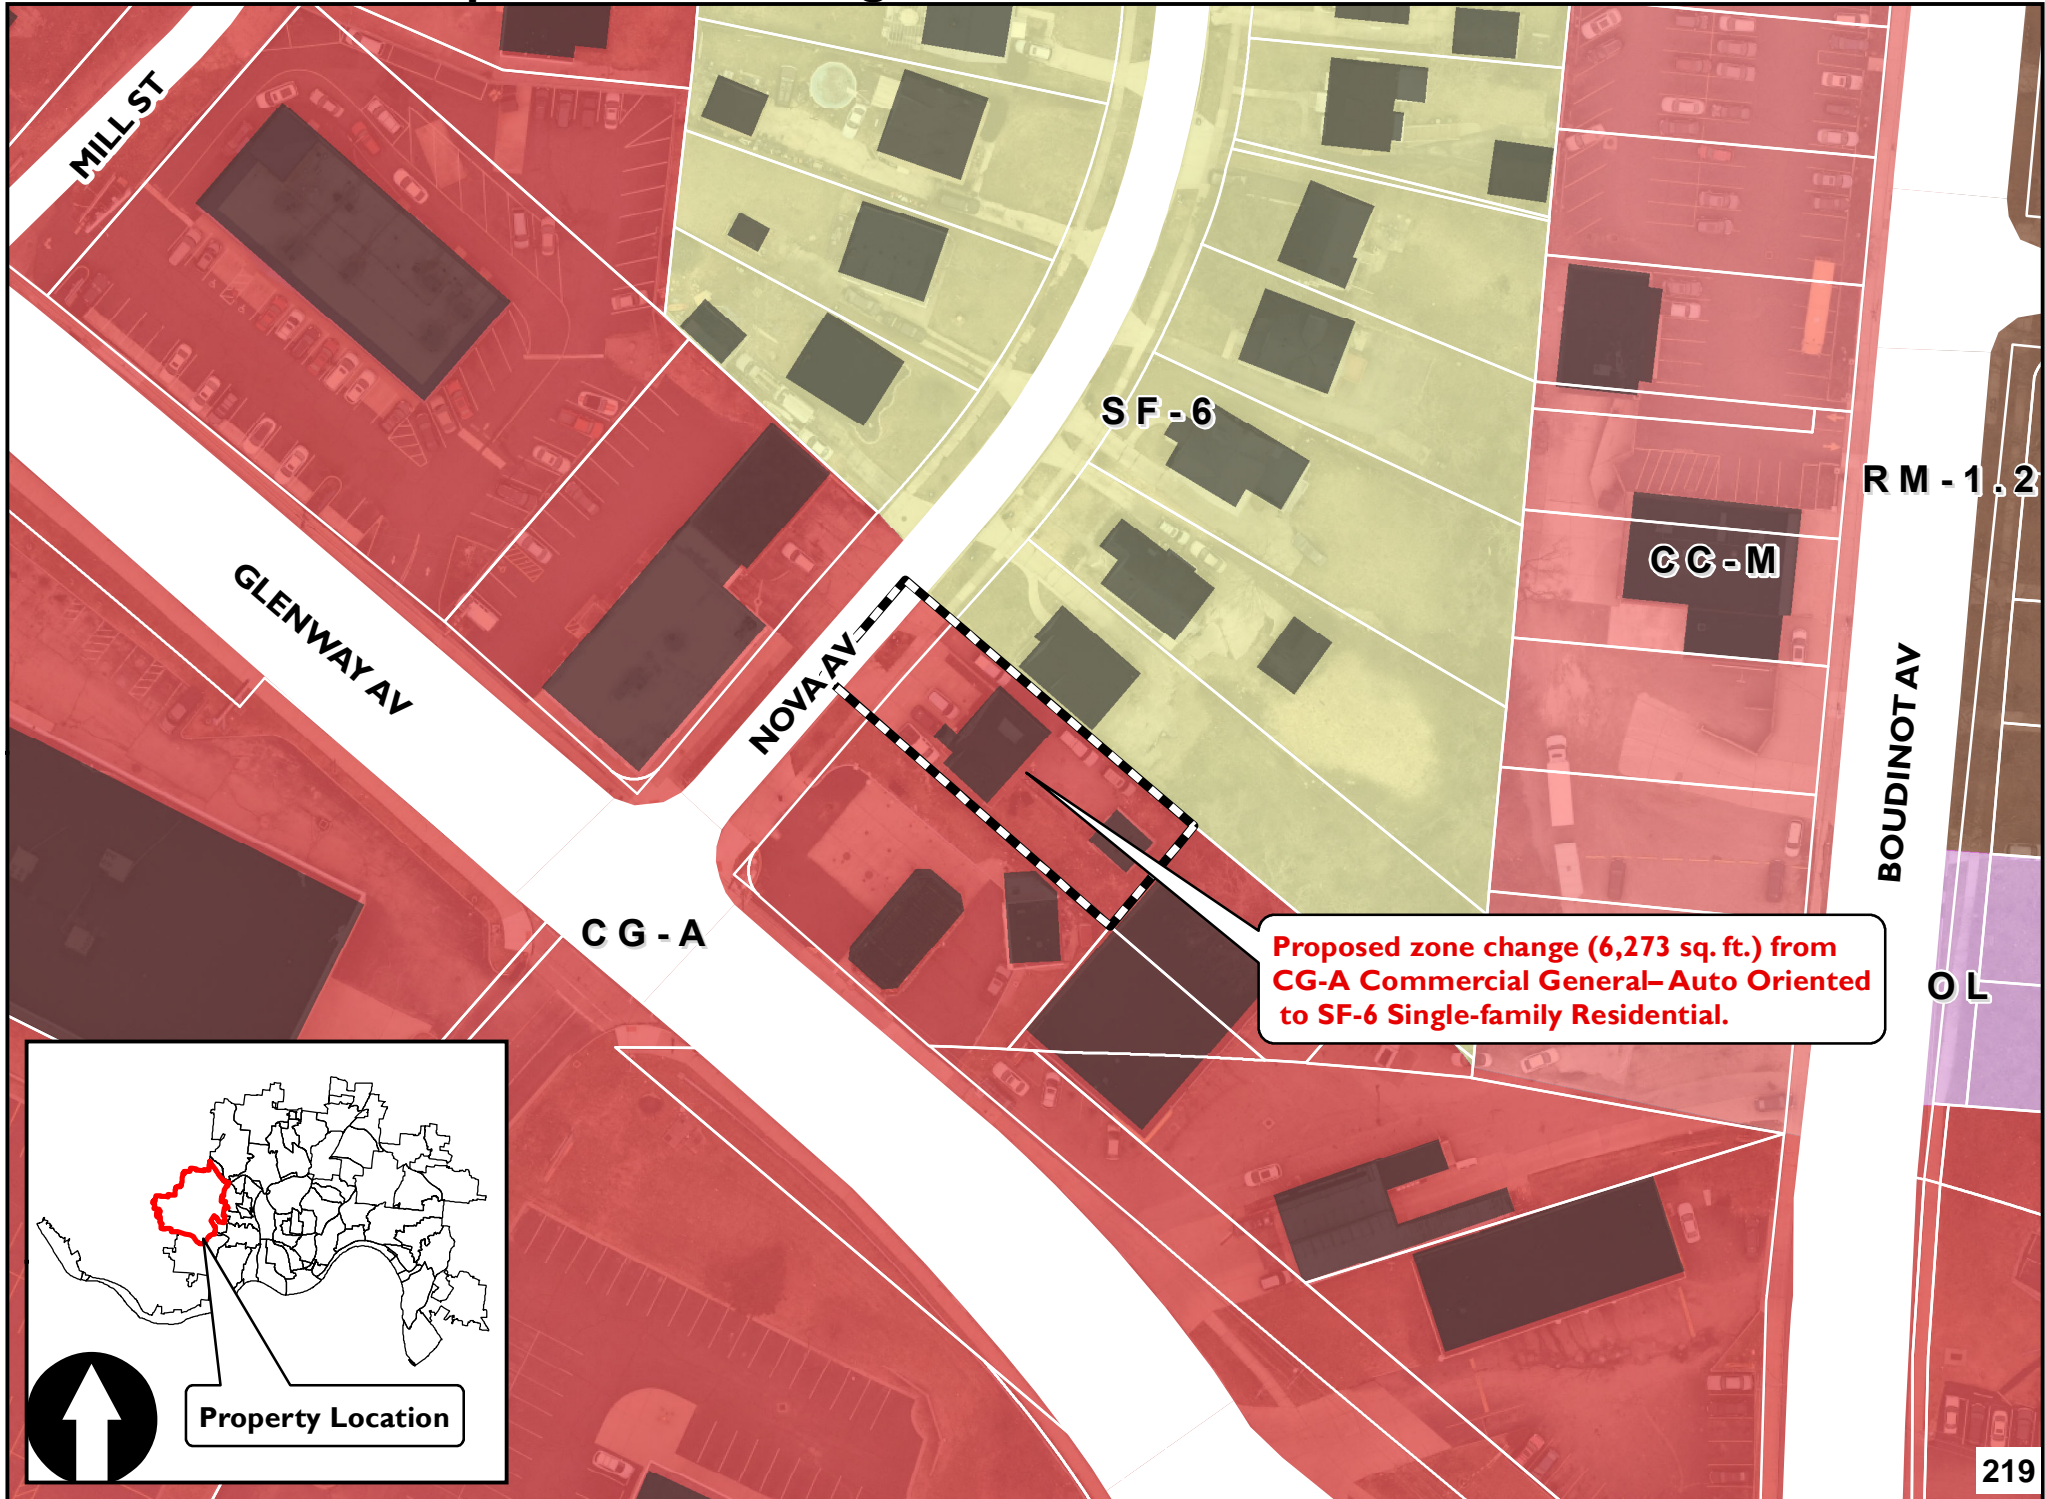 MILL ST
SF-6
RM-1.2
CC-M
GLENWAY AV
NOVA AV
BOUDINOT AV
CG-A
Proposed zone change (6,273 sq. ft.) from
CG-A Commercial General–Auto Oriented
to SF-6 Single-family Residential.
OL
Property Location
219